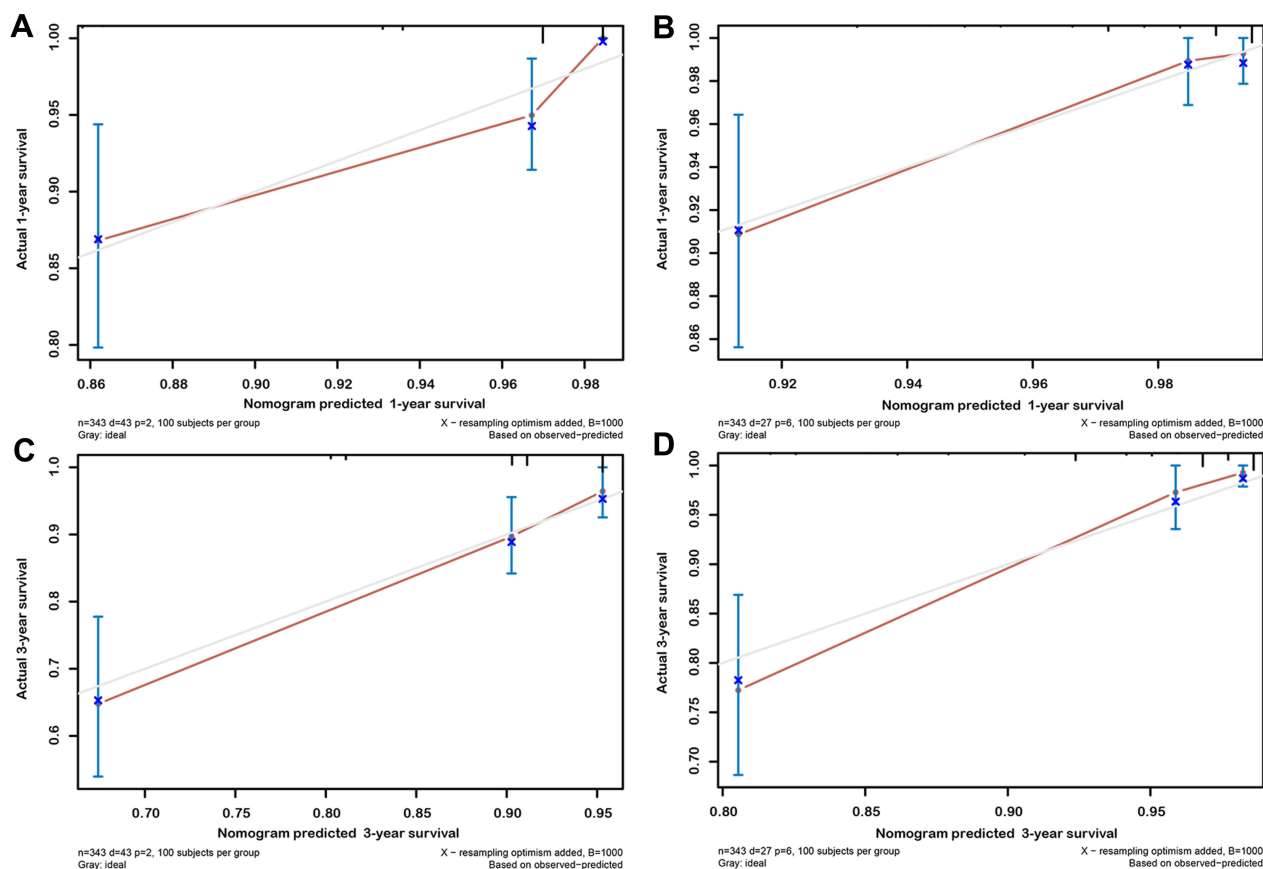 A
1.00
0.95
0.90
0.85
0.80
Actual 1-year survival
0.86 0.88 0.90 0.92 0.94 0.96 0.98
Nomogram predicted 1-year survival
n=343 d=43 p=2, 100 subjects per group
Gray: ideal
X − resampling optimism added, B=1000
Based on observed−predicted
B
1.00
0.98
0.96
0.94
0.92
0.90
0.88
0.86
Actual 1-year survival
0.92 0.94 0.96 0.98
Nomogram predicted 1-year survival
n=343 d=27 p=6, 100 subjects per group
Gray: ideal
X − resampling optimism added, B=1000
Based on observed−predicted
C
1.0
0.9
0.8
0.7
0.6
Actual 3-year survival
0.70 0.75 0.80 0.85 0.90 0.95
Nomogram predicted 3-year survival
n=343 d=43 p=2, 100 subjects per group
Gray: ideal
X − resampling optimism added, B=1000
Based on observed−predicted
D
1.00
0.95
0.90
0.85
0.80
0.75
0.70
Actual 3-year survival
0.80 0.85 0.90 0.95
Nomogram predicted 3-year survival
n=343 d=27 p=6, 100 subjects per group
Gray: ideal
X − resampling optimism added, B=1000
Based on observed−predicted